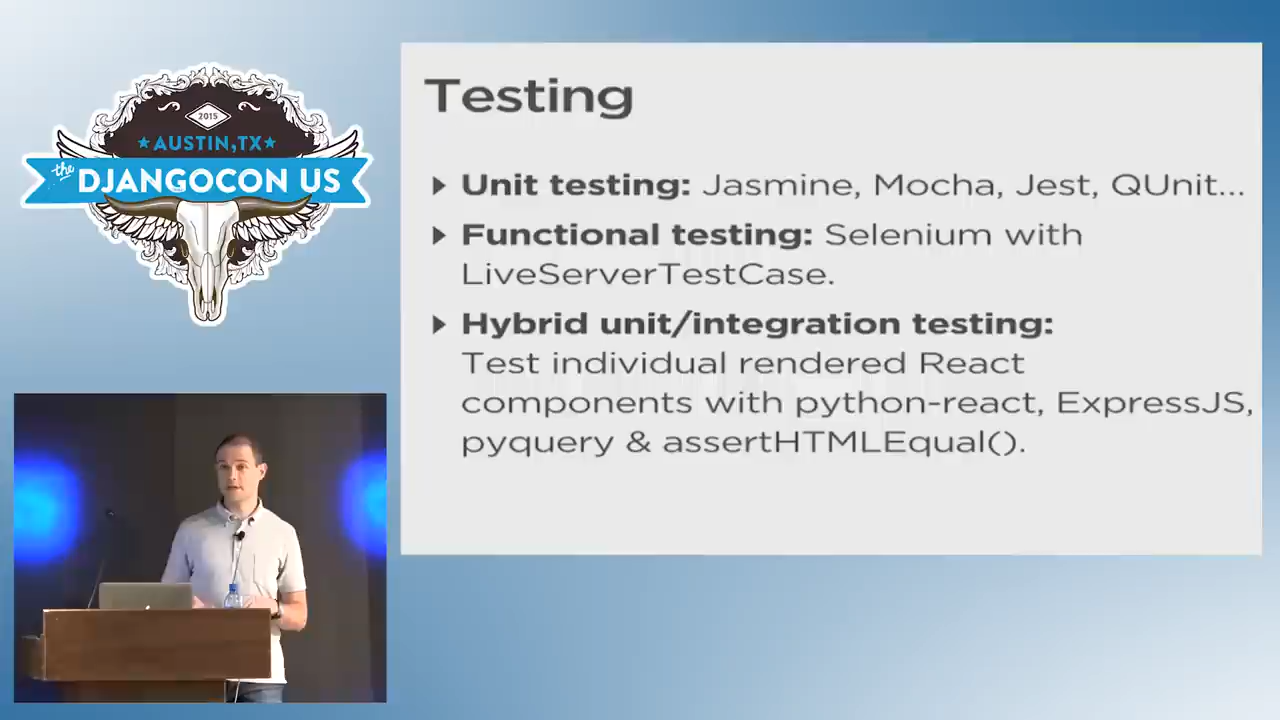 2015
★AUSTIN,TX★
the
DJANGOCON US
Testing
Unit testing: Jasmine, Mocha, Jest, QUnit...
Functional testing: Selenium with
LiveServerTestCase.
Hybrid unit/integration testing:
Test individual rendered React
components with python-react, ExpressJS,
pyquery & assertHTMLEqual().